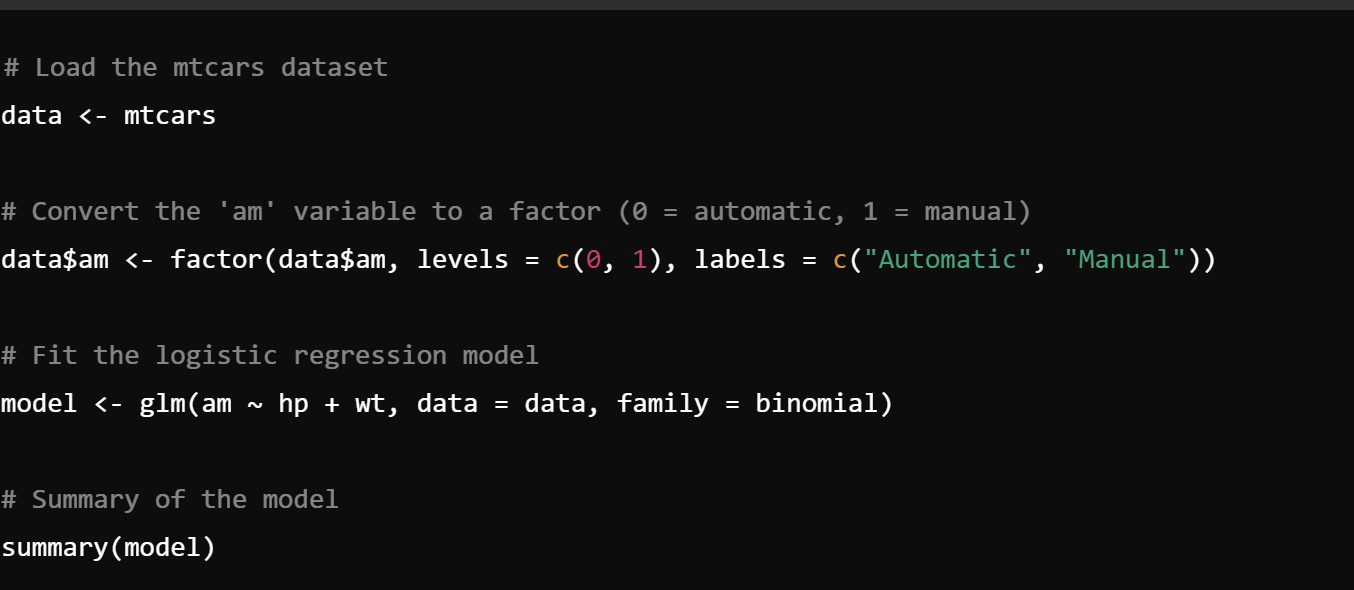 # Load the mtcars dataset
data <- mtcars
# Convert the 'am' variable to a factor (0 = automatic, 1 = manual)
data$am <- factor(data$am, levels = c(0, 1), labels = c("Automatic", "Manual"))
# Fit the logistic regression model
model <- glm(am ~ hp + wt, data = data, family = binomial)
# Summary of the model
summary(model)